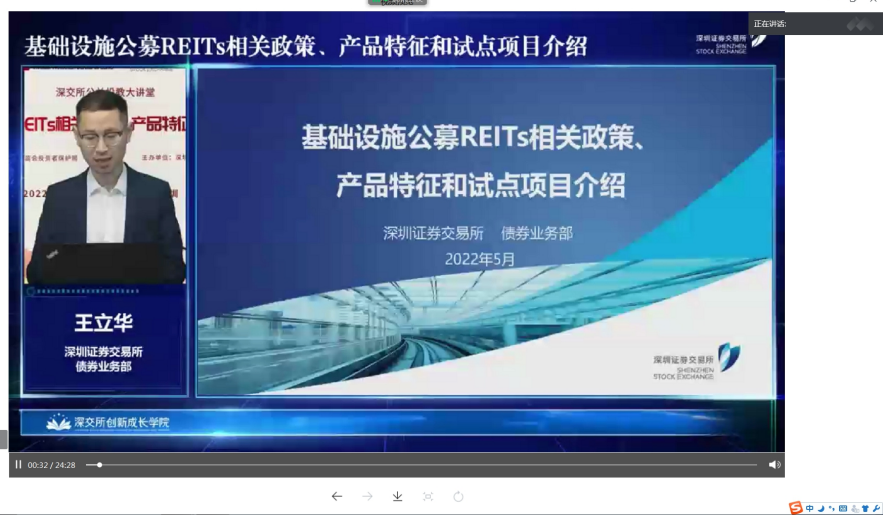 正在讲话:
基础设施公募REITs相关政策、产品特征和试点项目介绍
深圳证券交易所
SHENZHEN
STOCK EXCHANGE
EITs相
产品特征
2022
基础设施公募REITs相关政策、
产品特征和试点项目介绍
深圳证券交易所 债券业务部
2022年5月
王立华
深圳证券交易所
债券业务部
深圳证券交易所
SHENZHEN
STOCK EXCHANGE
深交所创新成长学院
00:32 / 24:28
中